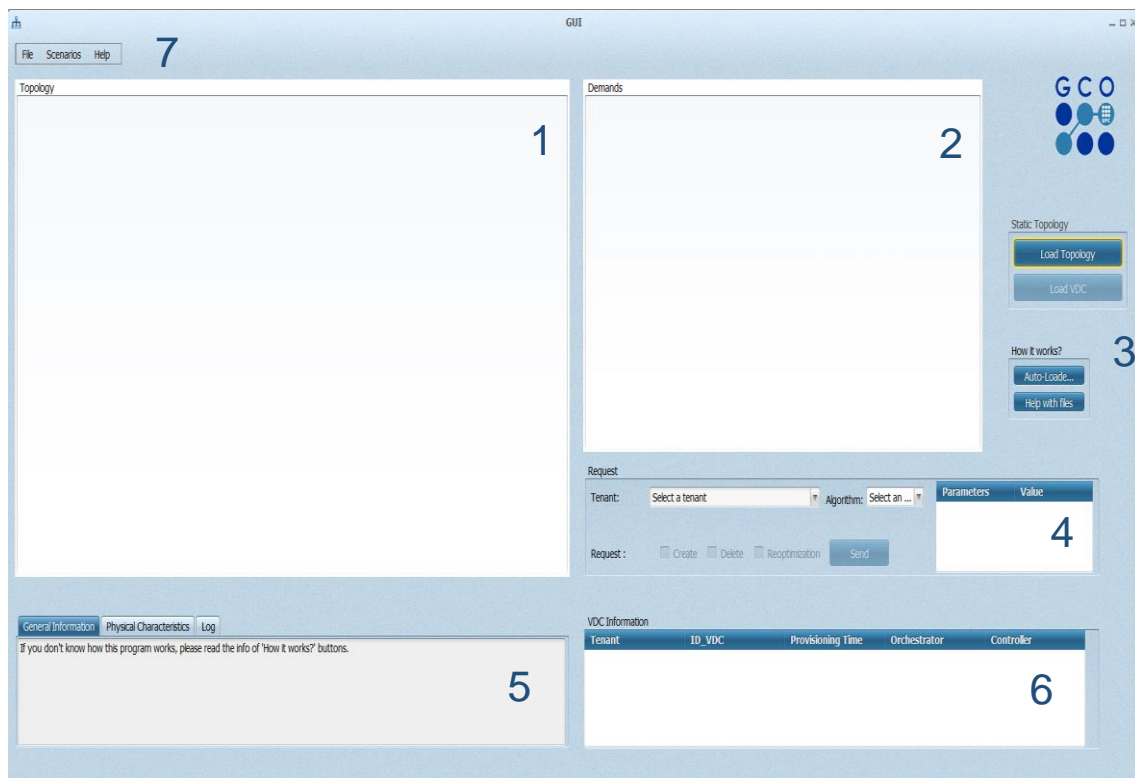 GUI
File Scenarios Help
7
Topology
1
Demands
2
GCO
Static Topology
Load Topology
Load VDC
3
How it works?
Auto-Loade...
Help with files
Request
Tenant: Select a tenant Algorithm: Select an ...
Parameters Value
4
Request : Create Delete Reoptimization Send
General Information Physical Characteristics Log
If you don't know how this program works, please read the info of 'How it works?' buttons.
5
VDC Information
Tenant ID_VDC Provisioning Time Orchestrator Controller
6